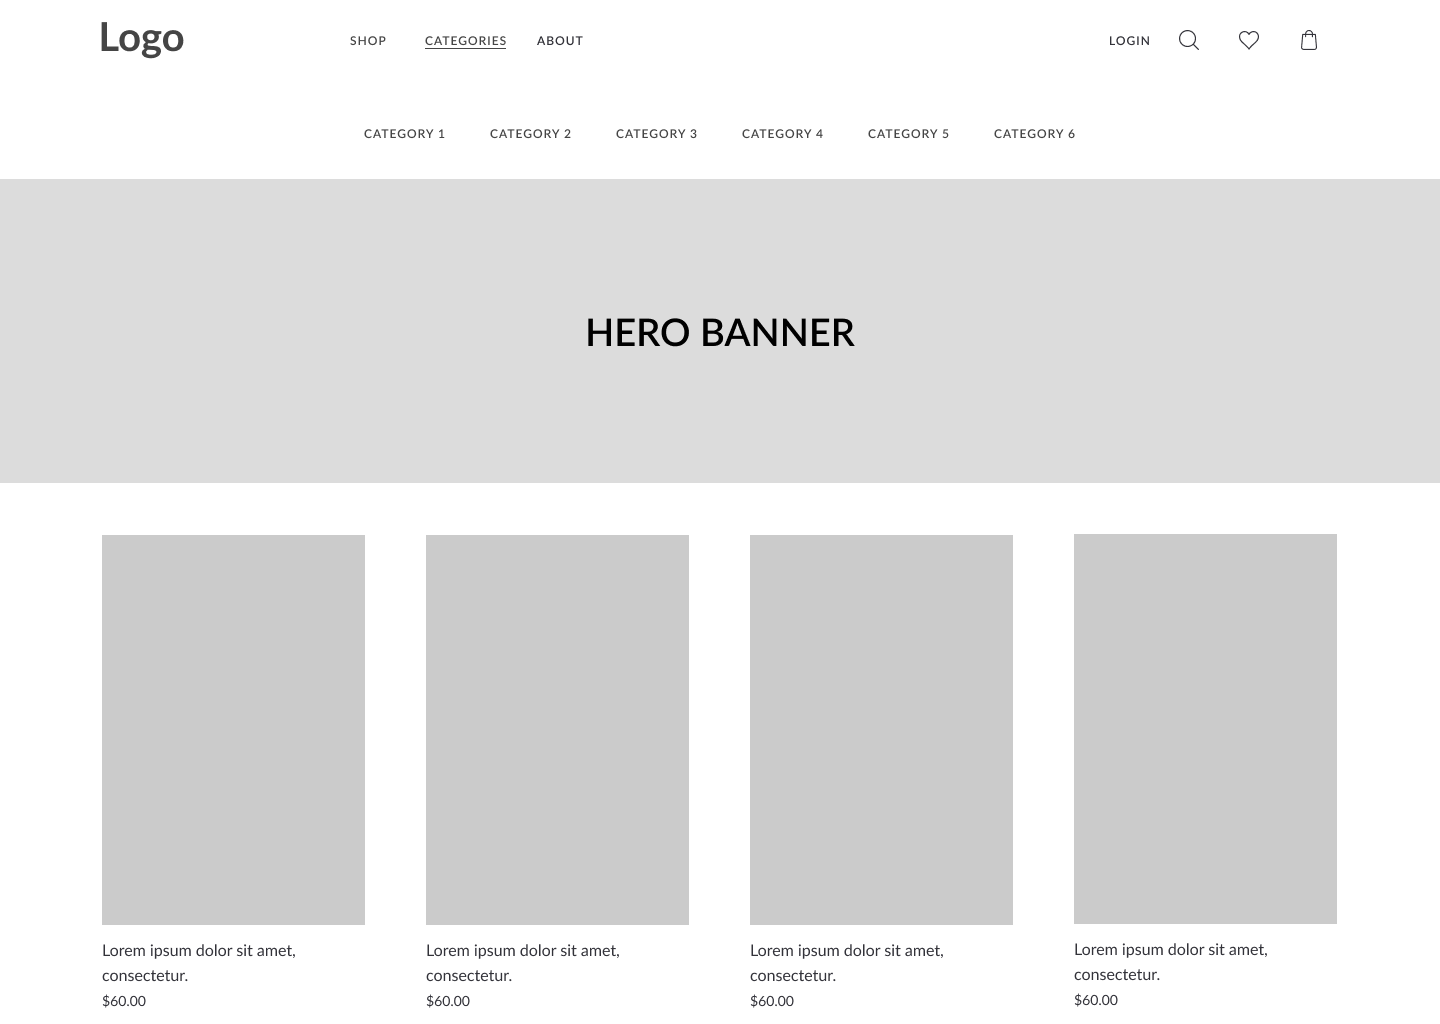 Logo
SHOP CATEGORIES ABOUT LOGIN
CATEGORY 1 CATEGORY 2 CATEGORY 3 CATEGORY 4 CATEGORY 5 CATEGORY 6
HERO BANNER
Lorem ipsum dolor sit amet,
consectetur.
$60.00
Lorem ipsum dolor sit amet,
consectetur.
$60.00
Lorem ipsum dolor sit amet,
consectetur.
$60.00
Lorem ipsum dolor sit amet,
consectetur.
$60.00